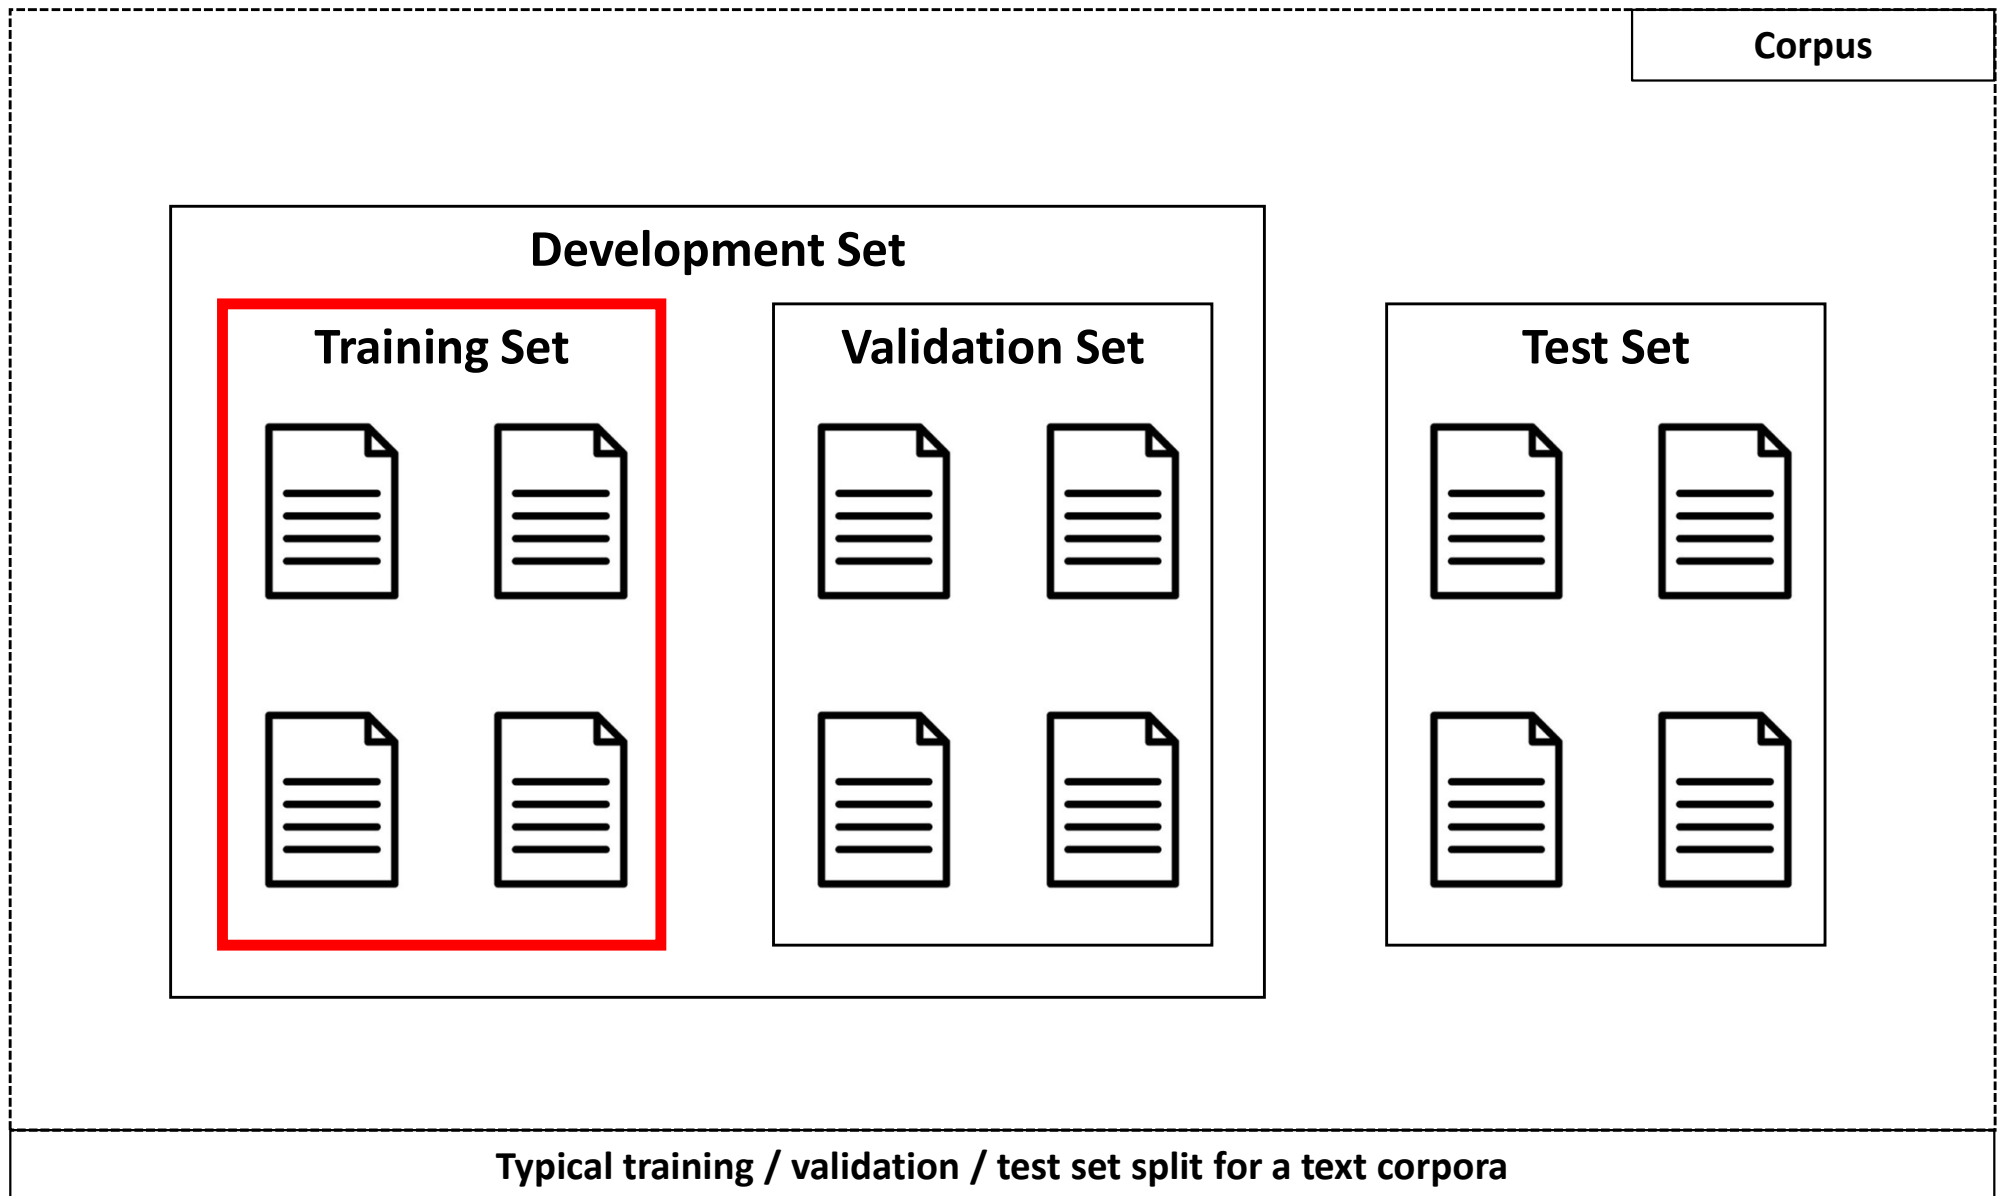 Corpus
Development Set
Training Set
Validation Set
Test Set
Typical training / validation / test set split for a text corpora